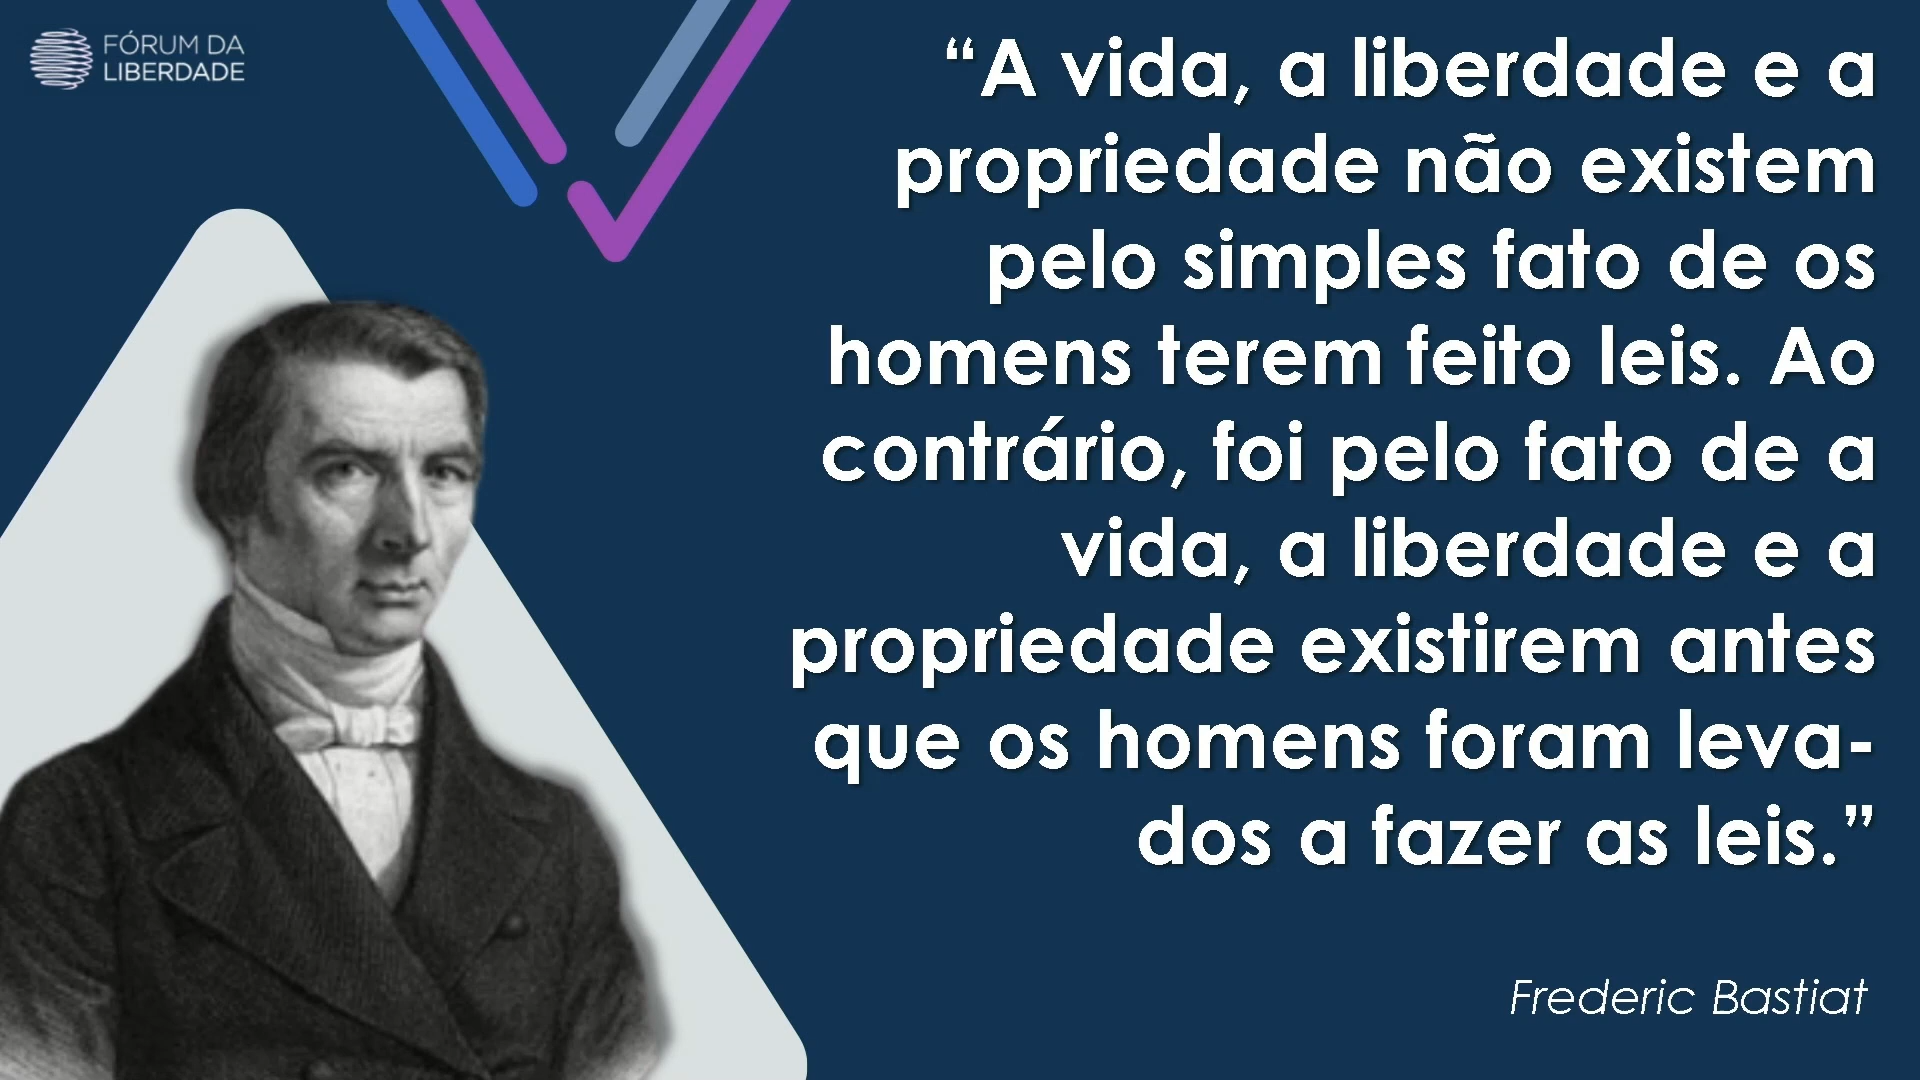 FÓRUM DA
LIBERDADE
“A vida, a liberdade e a
propriedade não existem
pelo simples fato de os
homens terem feito leis. Ao
contrário, foi pelo fato de a
vida, a liberdade e a
propriedade existirem antes
que os homens foram leva-
dos a fazer as leis.”
Frederic Bastiat